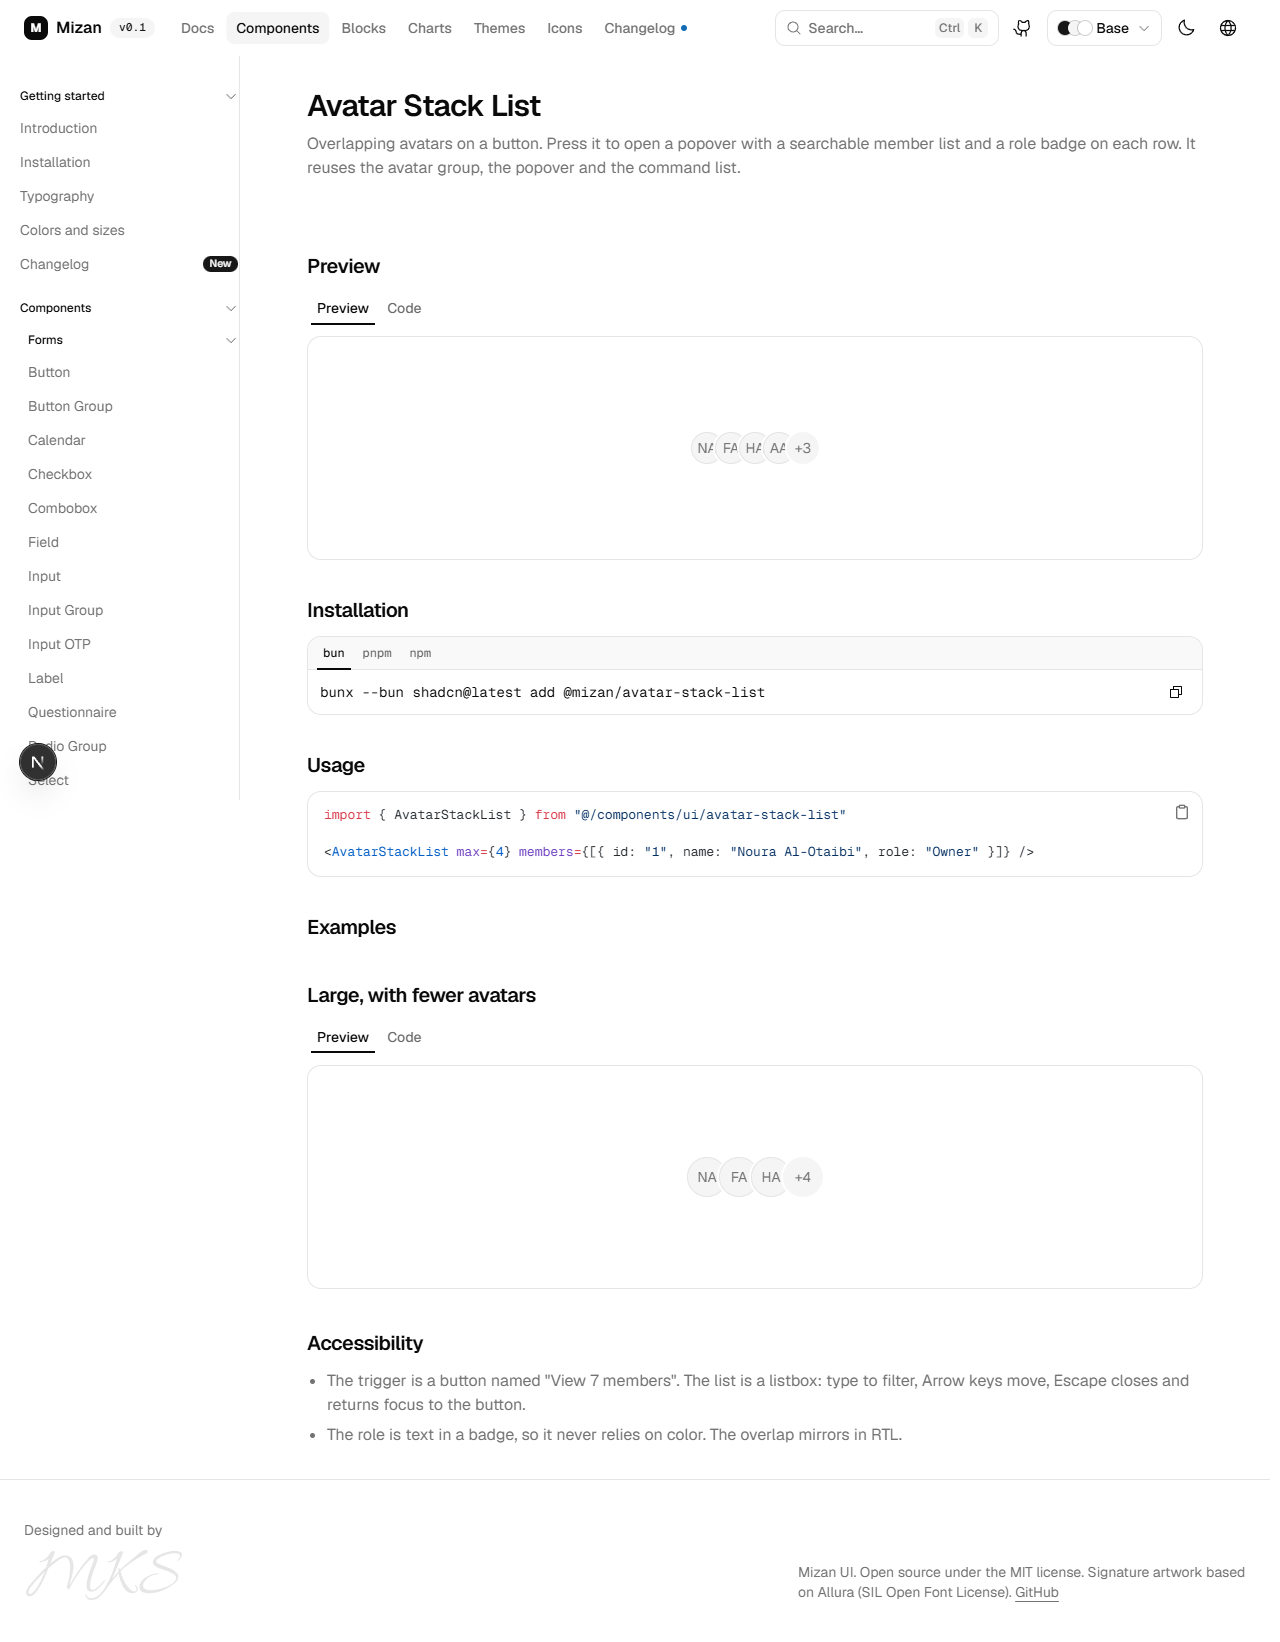 M Mizan v0.1 Docs Components Blocks Charts Themes Icons Changelog Search... Ctrl K Base
Getting started
Introduction
Installation
Typography
Colors and sizes
Changelog New
Components
Forms
Button
Button Group
Calendar
Checkbox
Combobox
Field
Input
Input Group
Input OTP
Label
Questionnaire
Group
N
Select
Avatar Stack List
Overlapping avatars on a button. Press it to open a popover with a searchable member list and a role badge on each row. It
reuses the avatar group, the popover and the command list.
Preview
Preview Code
NA FA HA AA +3
Installation
bun pnpm npm
bunx --bun shadcn@latest add @mizan/avatar-stack-list
Usage
import { AvatarStackList } from "@/components/ui/avatar-stack-list"
<AvatarStackList max={4} members={[{ id: "1", name: "Noura Al-Otaibi", role: "Owner" }]} />
Examples
Large, with fewer avatars
Preview Code
NA FA HA +4
Accessibility
The trigger is a button named "View 7 members". The list is a listbox: type to filter, Arrow keys move, Escape closes and
returns focus to the button.
The role is text in a badge, so it never relies on color. The overlap mirrors in RTL.
Designed and built by
MKS
Mizan UI. Open source under the MIT license. Signature artwork based
on Allura (SIL Open Font License). GitHub